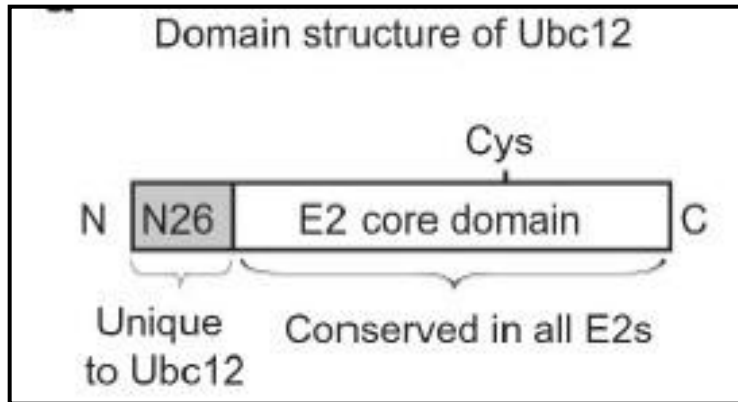 Domain structure of Ubc12
Cys
N N26 E2 core domain C
Unique
to Ubc12
Conserved in all E2s